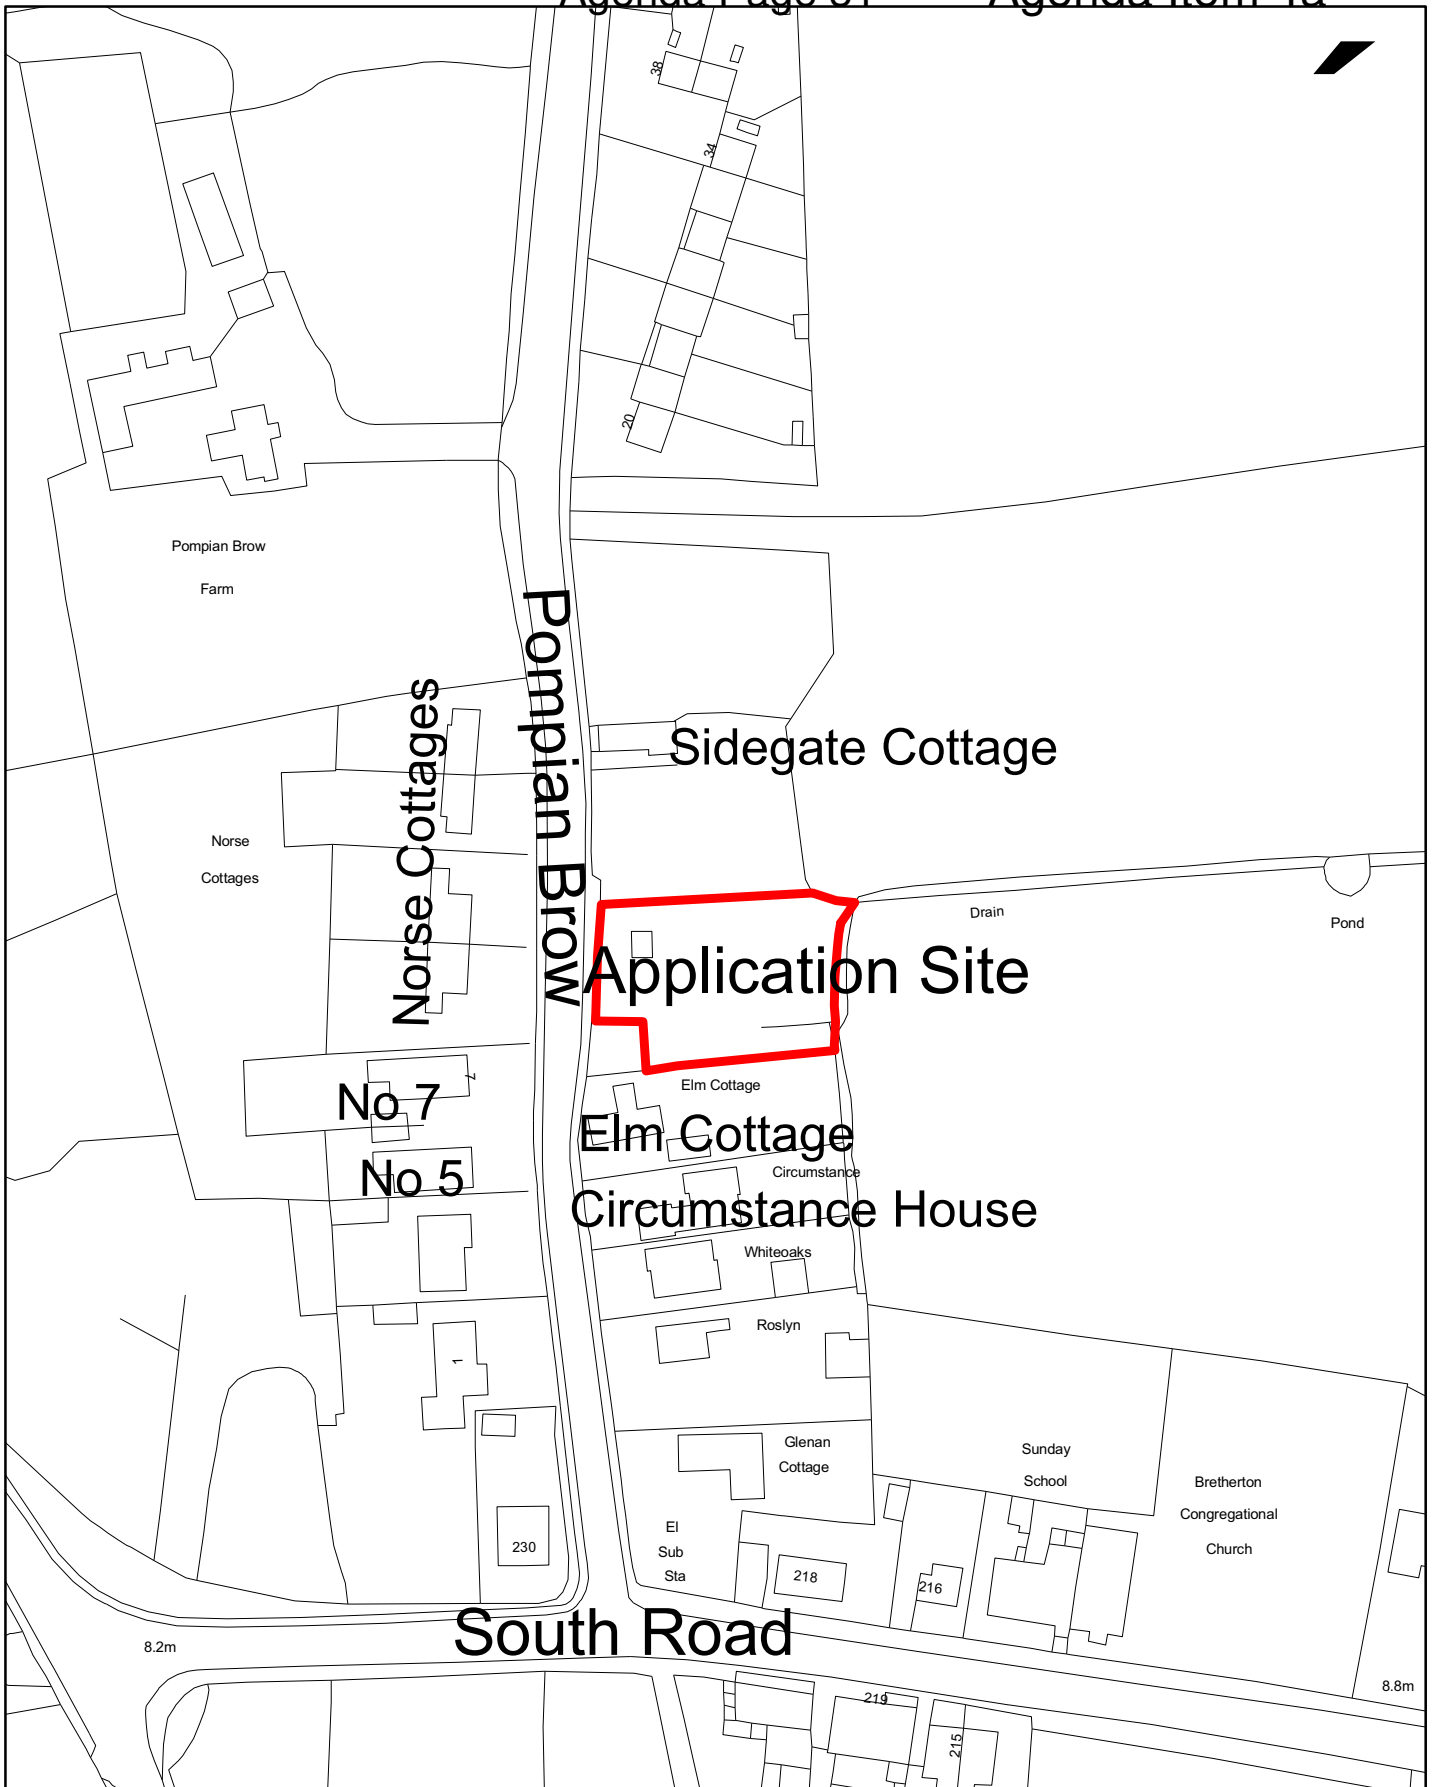 38
34
20
Pompian Brow
Farm
Pompian Brow
Norse Cottages
Sidegate Cottage
Norse
Cottages
Drain
Pond
Application Site
Elm Cottage
7
No 7
Elm Cottage
No 5
Circumstance
Circumstance House
Whiteoaks
Roslyn
1
Glenan
Cottage
Sunday
School
Bretherton
Congregational
Church
El
Sub
Sta
230
218
216
South Road
8.2m
8.8m
219
215